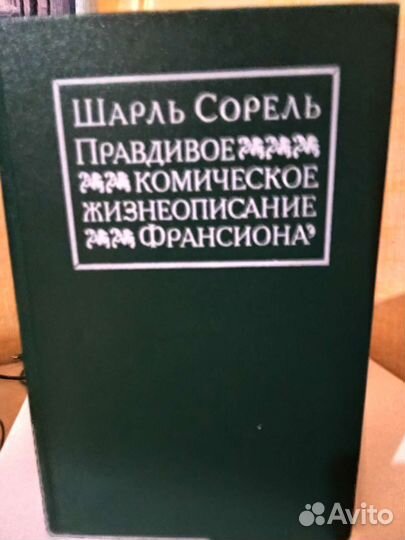 ШАРЛЬ СОРЕЛЬ
ПРАВДИВОЕ
КОМИЧЕСКОЕ
ЖИЗНЕОПИСАНИЕ
ФРАНСИОНА
Avito